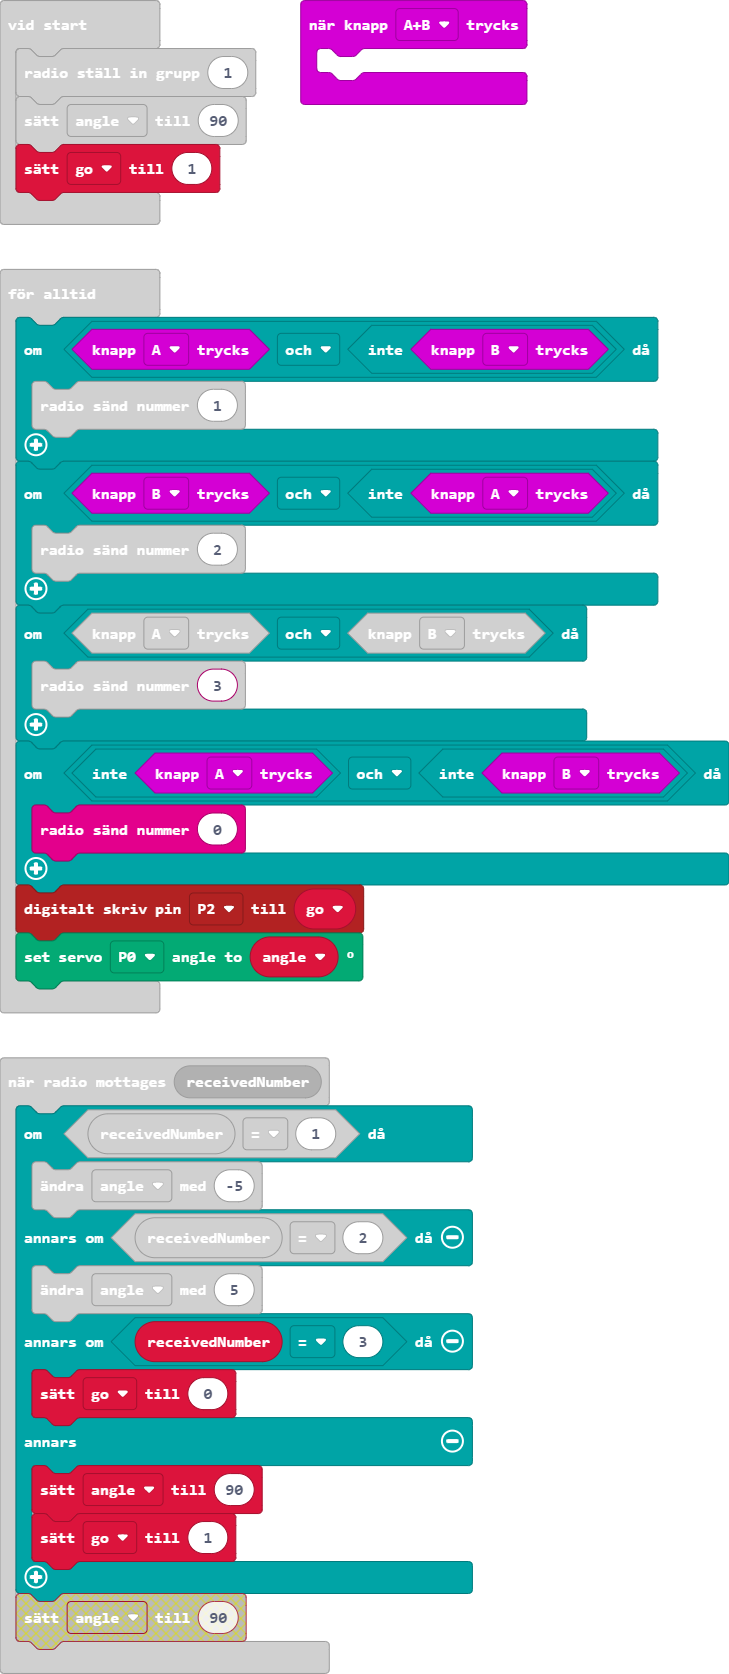 vid start
radio ställ in grupp 1
sätt angle till 90
sätt go till 1
när knapp A+B trycks
för alltid
om knapp A trycks och inte knapp B trycks då
radio sänd nummer 1
om knapp B trycks och inte knapp A trycks då
radio sänd nummer 2
om knapp A trycks och knapp B trycks då
radio sänd nummer 3
om inte knapp A trycks och inte knapp B trycks då
radio sänd nummer 0
digitalt skriv pin P2 till go
set servo P0 angle to angle °
när radio mottages receivedNumber
om receivedNumber = 1 då
ändra angle med -5
annars om receivedNumber = 2 då
ändra angle med 5
annars om receivedNumber = 3 då
sätt go till 0
annars
sätt angle till 90
sätt go till 1
sätt angle till 90